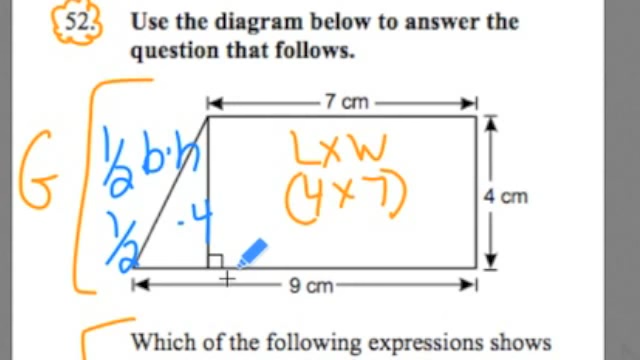 52. Use the diagram below to answer the
question that follows.
7 cm
G
1/2 b·h
L x W
(4 x 7)
1/2 · 4
4 cm
9 cm
Which of the following expressions shows